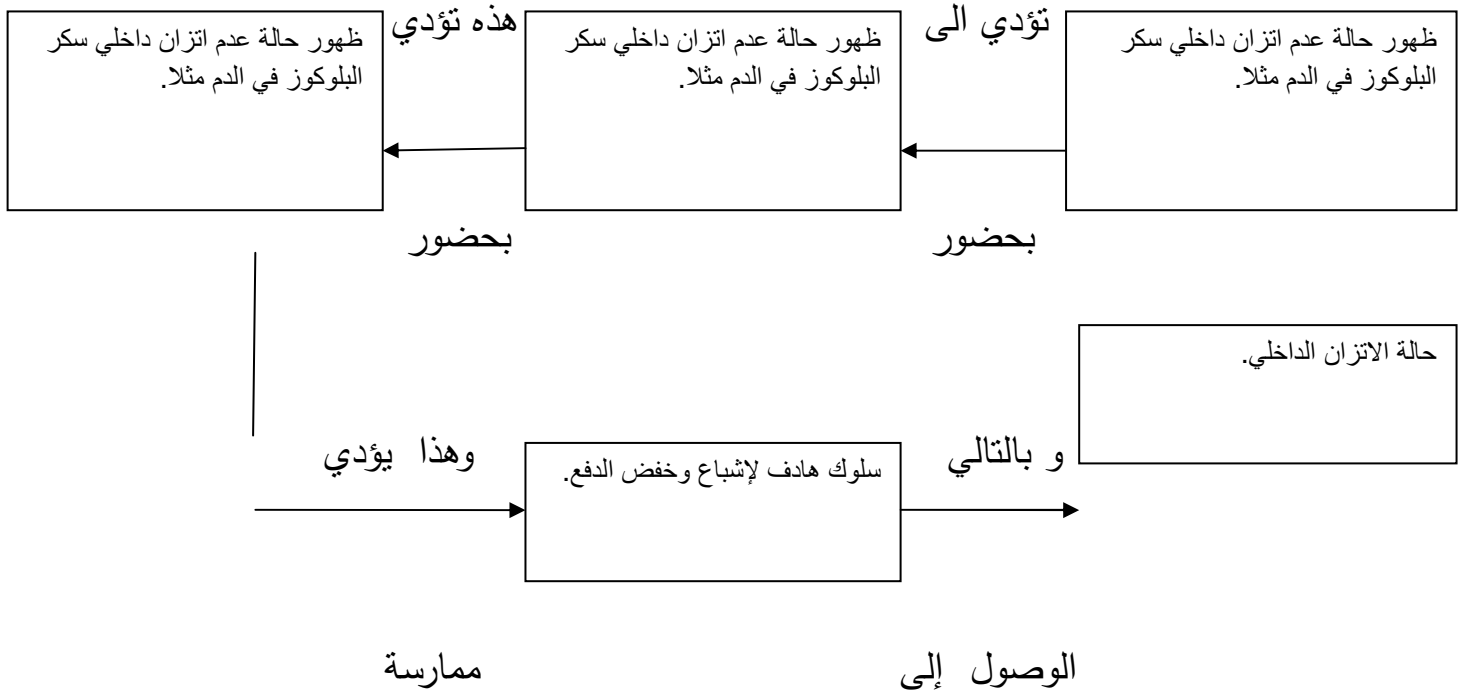 ظهور حالة عدم اتزان داخلي سكر
البلوكوز في الدم مثلا.
تؤدي الى
بحضور
ظهور حالة عدم اتزان داخلي سكر
البلوكوز في الدم مثلا.
هذه تؤدي
بحضور
ظهور حالة عدم اتزان داخلي سكر
البلوكوز في الدم مثلا.
وهذا يؤدي
ممارسة
سلوك هادف لإشباع وخفض الدفع.
و بالتالي
الوصول إلى
حالة الاتزان الداخلي.